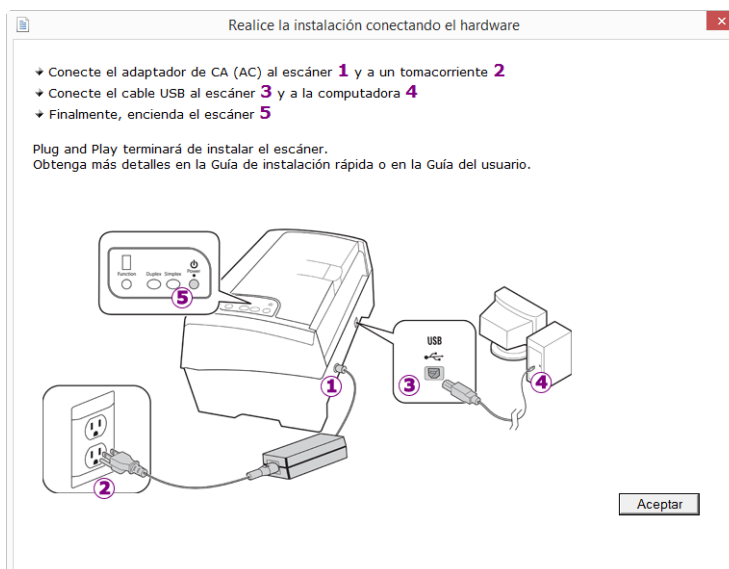 Realice la instalación conectando el hardware
Conecte el adaptador de CA (AC) al escáner 1 y a un tomacorriente 2
Conecte el cable USB al escáner 3 y a la computadora 4
Finalmente, encienda el escáner 5
Plug and Play terminará de instalar el escáner.
Obtenga más detalles en la Guía de instalación rápida o en la Guía del usuario.
Function Duplex Simplex Power
5
USB
1
3
4
2
Aceptar